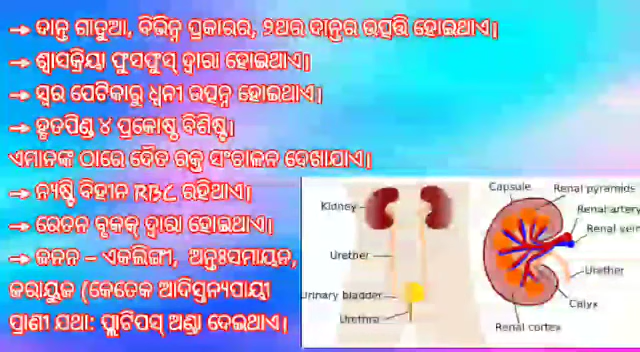 → ଦାନ୍ତ ଗାତୁଆ, ବିଭିନ୍ନ ପ୍ରକାରର, ୨ଥର ଦାନ୍ତର ଉତ୍ପତ୍ତି ହୋଇଥାଏ।
→ ଶ୍ୱାସକ୍ରିୟା ଫୁସଫୁସ୍ ଦ୍ୱାରା ହୋଇଥାଏ।
→ ସ୍ୱର ପେଟିକାରୁ ଧ୍ୱନୀ ଉତ୍ପନ୍ନ ହୋଇଥାଏ।
→ ହୃତପିଣ୍ଡ ୪ ପ୍ରକୋଷ୍ଠ ବିଶିଷ୍ଟ।
ଏମାନଙ୍କ ଠାରେ ଦୈତ ରକ୍ତ ସଂଚାଳନ ଦେଖାଯାଏ।
→ ନ୍ୟଷ୍ଟି ବିହୀନ RBC ରହିଥାଏ।
→ ରେଚନ ବୃକକ୍ ଦ୍ୱାରା ହୋଇଥାଏ।
→ ଜନନ – ଏକଲିଙ୍ଗୀ, ଅନ୍ତଃସମାୟନ,
ଜରାୟୁଜ (କେତେକ ଆଦିସ୍ତନ୍ୟପାୟୀ
ପ୍ରାଣୀ ଯଥା: ପ୍ଲାଟିପସ୍ ଅଣ୍ଡା ଦେଇଥାଏ।
Kidney
Urether
Urinary bladder
Urethra
Capsule
Renal pyramids
Renal artery
Renal vein
Urether
Calyx
Renal cortex